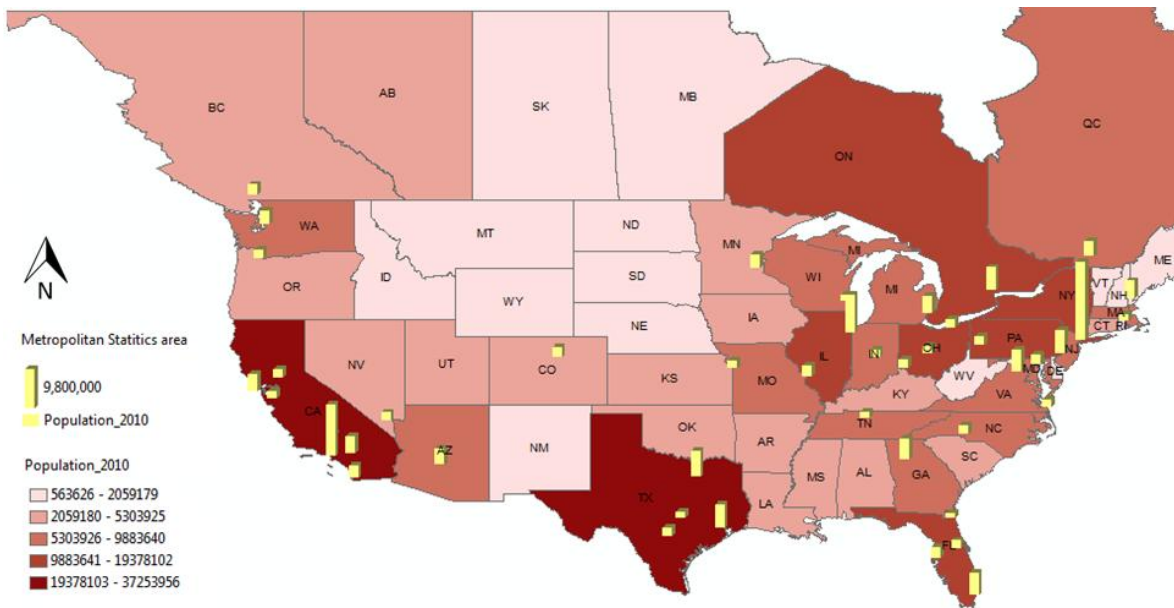 BC
AB
SK
MB
ON
QC
WA
MT
ND
MN
MI
ME
VT
NH
OR
ID
SD
WI
MI
NY
MA
CT
RI
WY
NE
IA
PA
NJ
NV
UT
CO
KS
MO
IL
IN
OH
WV
MD
DE
VA
KY
CA
AZ
NM
OK
AR
TN
NC
SC
TX
LA
MS
AL
GA
FL
N
Metropolitan Statitics area
9,800,000
Population_2010
Population_2010
563626 - 2059179
2059180 - 5303925
5303926 - 9883640
9883641 - 19378102
19378103 - 37253956